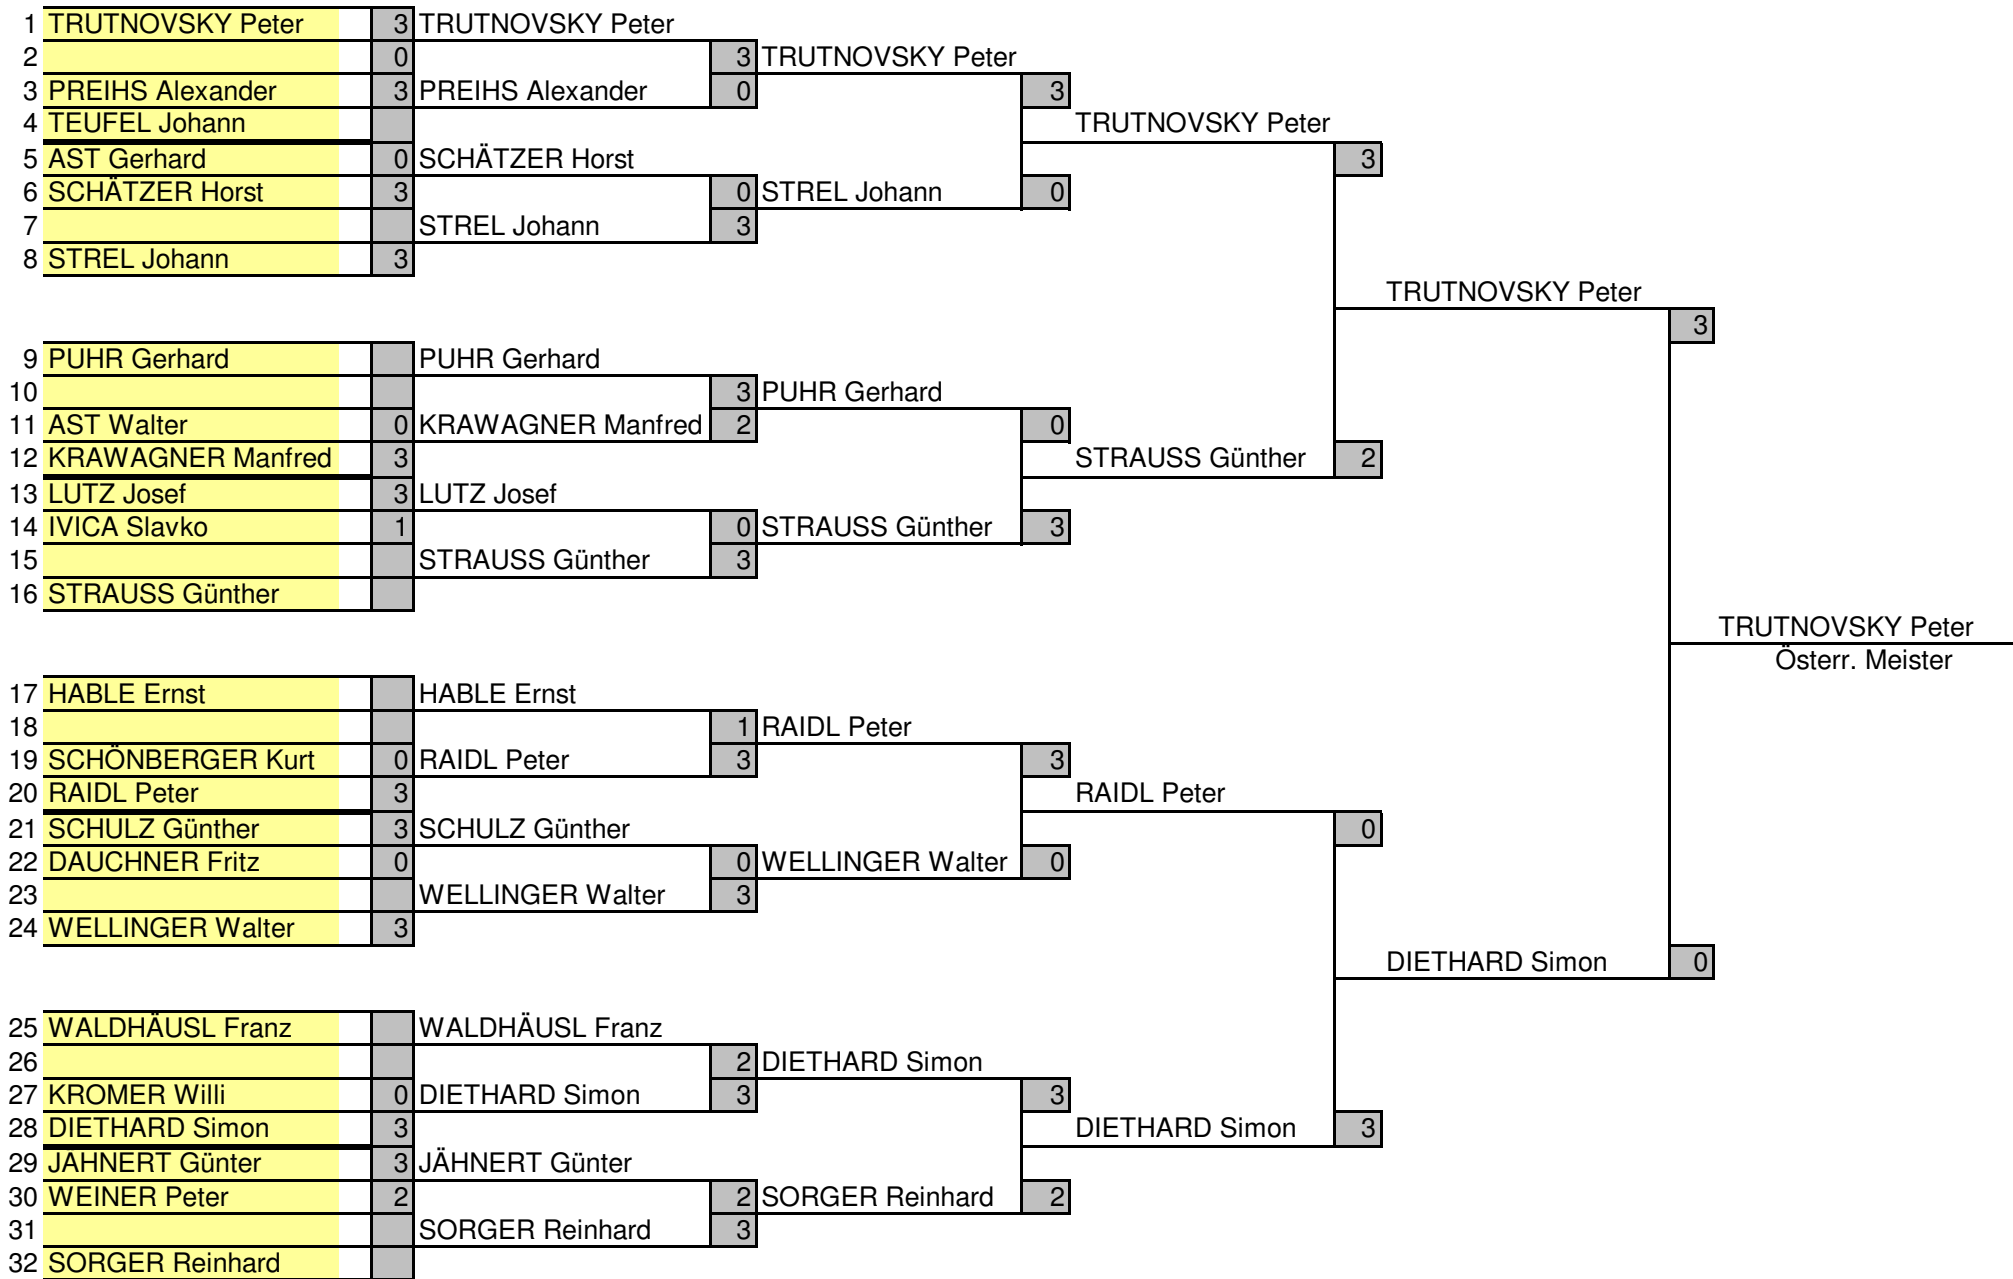 1 TRUTNOVSKY Peter 3 TRUTNOVSKY Peter
2 0 3 TRUTNOVSKY Peter
3 PREIHS Alexander 3 PREIHS Alexander 0 3
4 TEUFEL Johann TRUTNOVSKY Peter
5 AST Gerhard 0 SCHÄTZER Horst 3
6 SCHÄTZER Horst 3 0 STREL Johann 0
7 STREL Johann 3
8 STREL Johann 3
TRUTNOVSKY Peter
3
9 PUHR Gerhard PUHR Gerhard
10 3 PUHR Gerhard
11 AST Walter 0 KRAWAGNER Manfred 2 0
12 KRAWAGNER Manfred 3 STRAUSS Günther 2
13 LUTZ Josef 3 LUTZ Josef
14 IVICA Slavko 1 0 STRAUSS Günther 3
15 STRAUSS Günther 3
16 STRAUSS Günther
TRUTNOVSKY Peter
Österr. Meister
17 HABLE Ernst HABLE Ernst
18 1 RAIDL Peter
19 SCHÖNBERGER Kurt 0 RAIDL Peter 3 3
20 RAIDL Peter 3 RAIDL Peter
21 SCHULZ Günther 3 SCHULZ Günther 0
22 DAUCHNER Fritz 0 0 WELLINGER Walter 0
23 WELLINGER Walter 3
24 WELLINGER Walter 3
DIETHARD Simon 0
25 WALDHÄUSL Franz WALDHÄUSL Franz
26 2 DIETHARD Simon
27 KROMER Willi 0 DIETHARD Simon 3 3
28 DIETHARD Simon 3 DIETHARD Simon 3
29 JÄHNERT Günter 3 JÄHNERT Günter
30 WEINER Peter 2 2 SORGER Reinhard 2
31 SORGER Reinhard 3
32 SORGER Reinhard